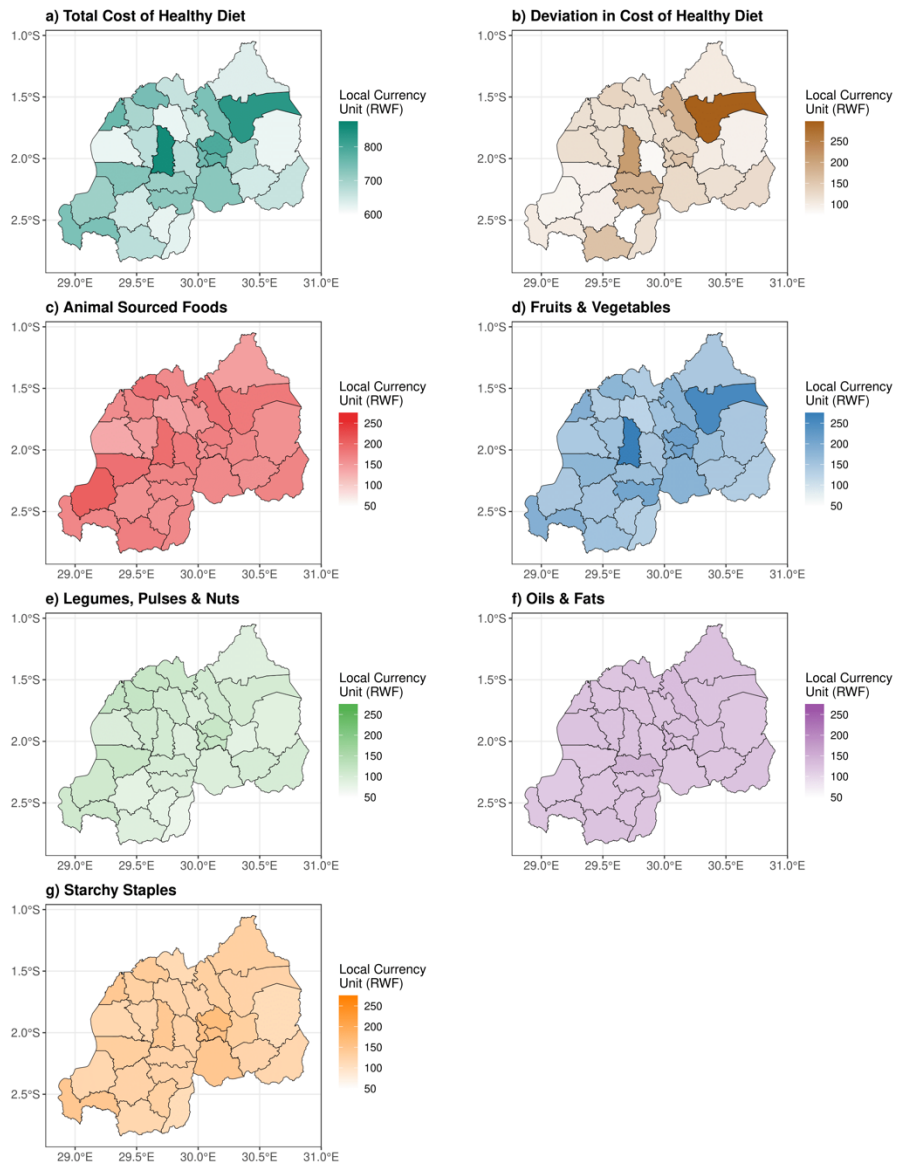 a) Total Cost of Healthy Diet
1.0°S
1.5°S
2.0°S
2.5°S
29.0°E 29.5°E 30.0°E 30.5°E 31.0°E
Local Currency
Unit (RWF)
800
700
600
b) Deviation in Cost of Healthy Diet
1.0°S
1.5°S
2.0°S
2.5°S
29.0°E 29.5°E 30.0°E 30.5°E 31.0°E
Local Currency
Unit (RWF)
250
200
150
100
c) Animal Sourced Foods
1.0°S
1.5°S
2.0°S
2.5°S
29.0°E 29.5°E 30.0°E 30.5°E 31.0°E
Local Currency
Unit (RWF)
250
200
150
100
50
d) Fruits & Vegetables
1.0°S
1.5°S
2.0°S
2.5°S
29.0°E 29.5°E 30.0°E 30.5°E 31.0°E
Local Currency
Unit (RWF)
250
200
150
100
50
e) Legumes, Pulses & Nuts
1.0°S
1.5°S
2.0°S
2.5°S
29.0°E 29.5°E 30.0°E 30.5°E 31.0°E
Local Currency
Unit (RWF)
250
200
150
100
50
f) Oils & Fats
1.0°S
1.5°S
2.0°S
2.5°S
29.0°E 29.5°E 30.0°E 30.5°E 31.0°E
Local Currency
Unit (RWF)
250
200
150
100
50
g) Starchy Staples
1.0°S
1.5°S
2.0°S
2.5°S
29.0°E 29.5°E 30.0°E 30.5°E 31.0°E
Local Currency
Unit (RWF)
250
200
150
100
50